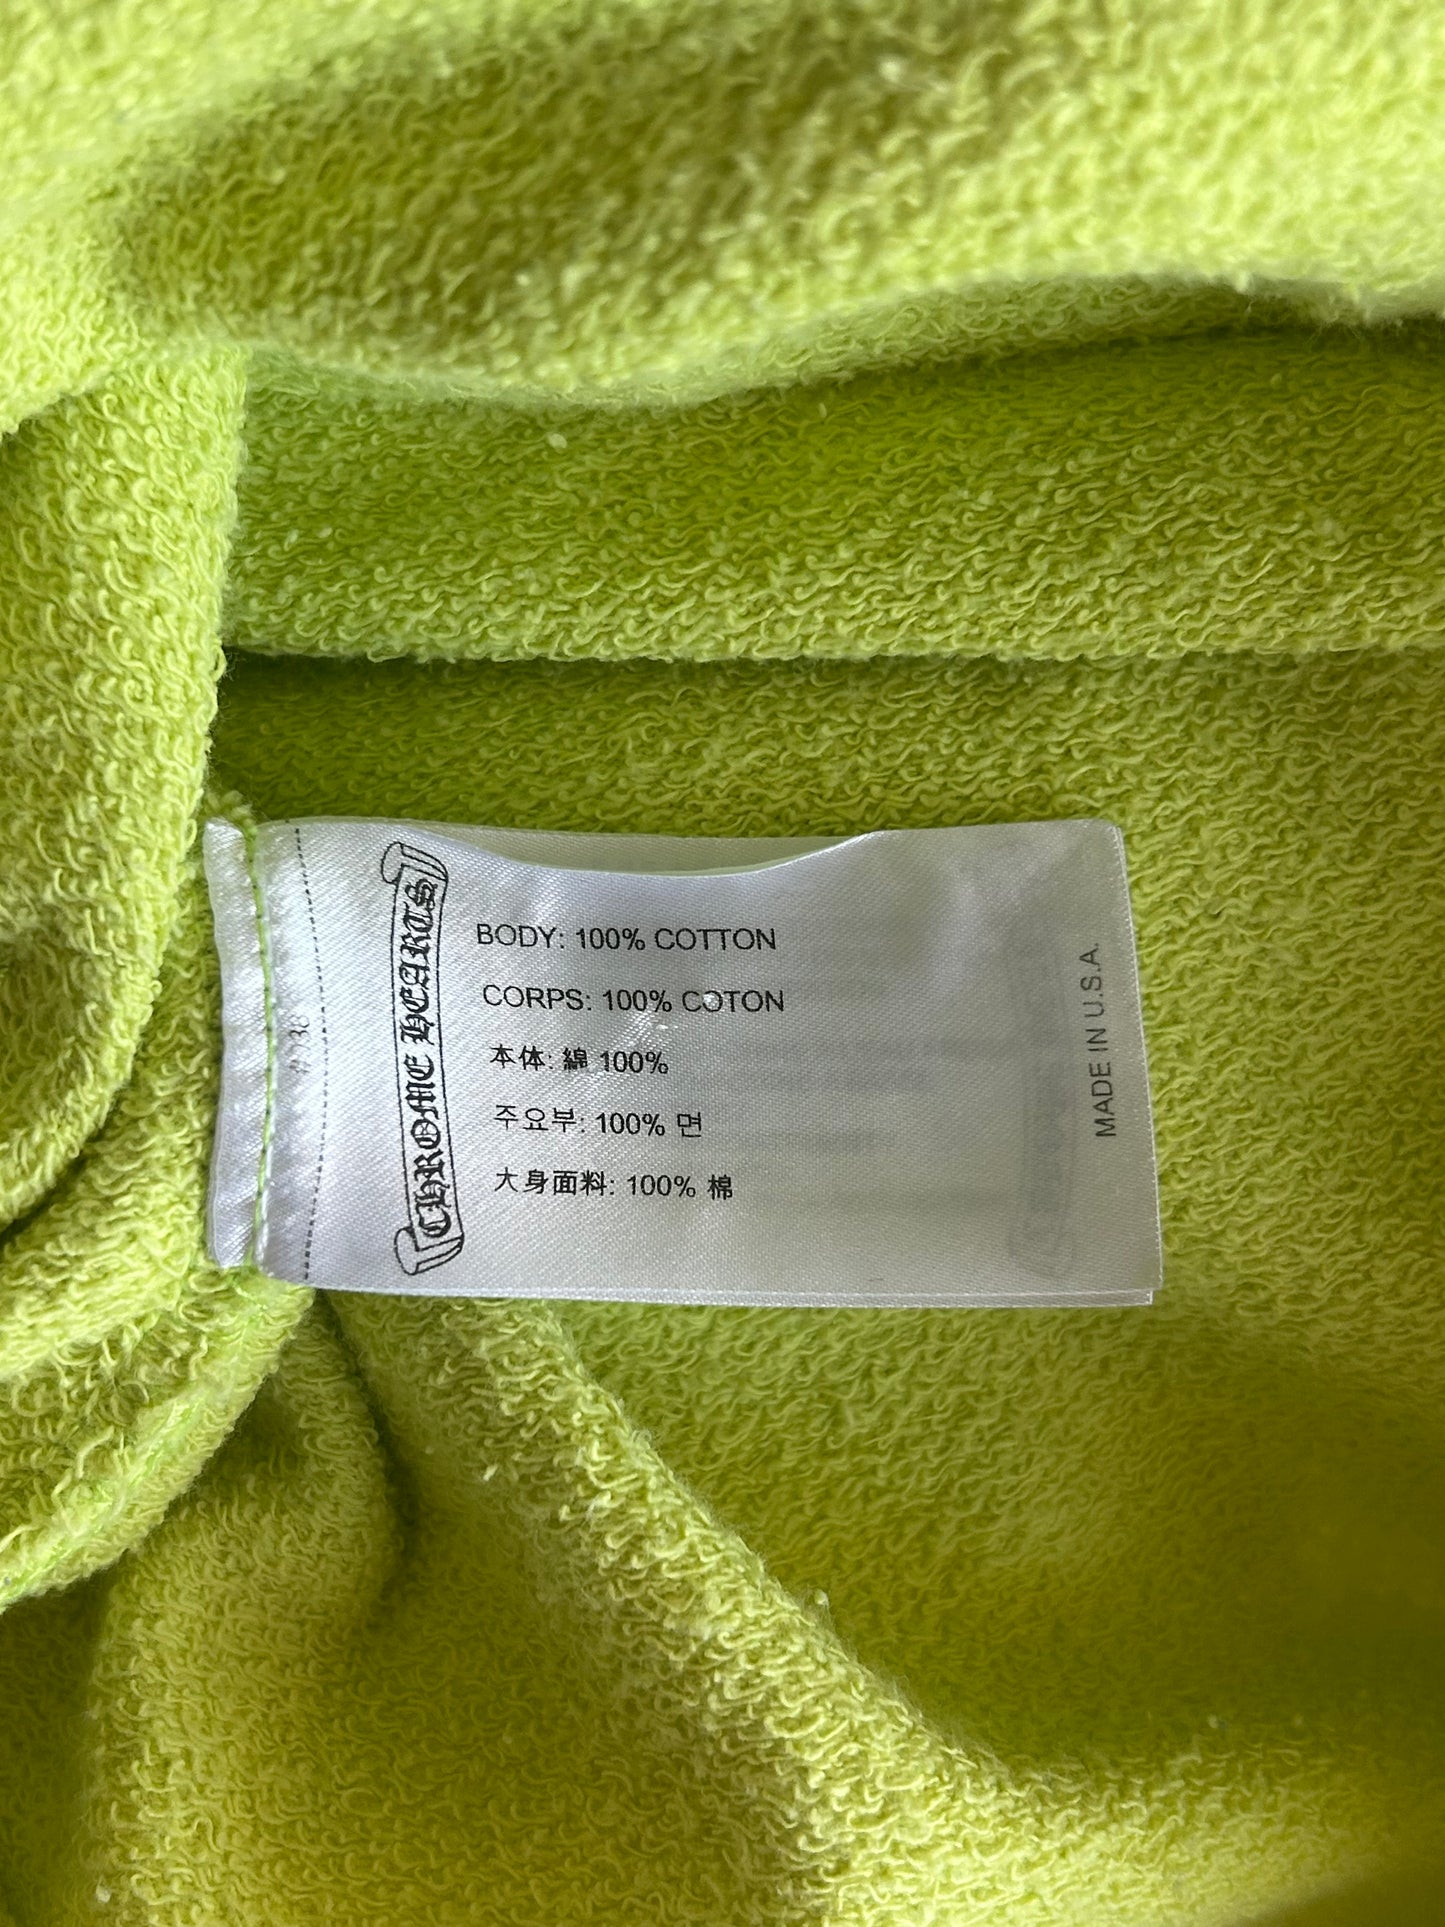 CHROME HEARTS
BODY: 100% COTTON
CORPS: 100% COTON
本体: 綿 100%
주요부: 100% 면
大身面料: 100% 棉
MADE IN U.S.A.